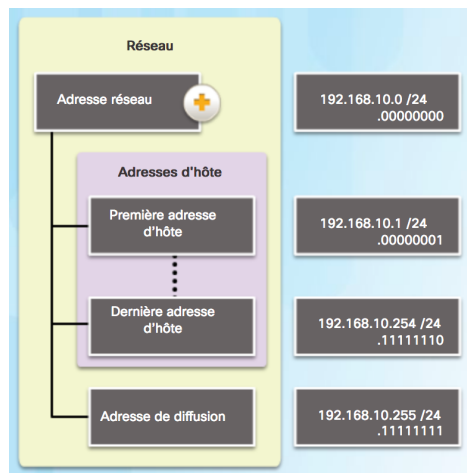 Réseau
Adresse réseau
192.168.10.0 /24
.00000000
Adresses d'hôte
Première adresse
d'hôte
192.168.10.1 /24
.00000001
Dernière adresse
d'hôte
192.168.10.254 /24
.11111110
Adresse de diffusion
192.168.10.255 /24
.11111111